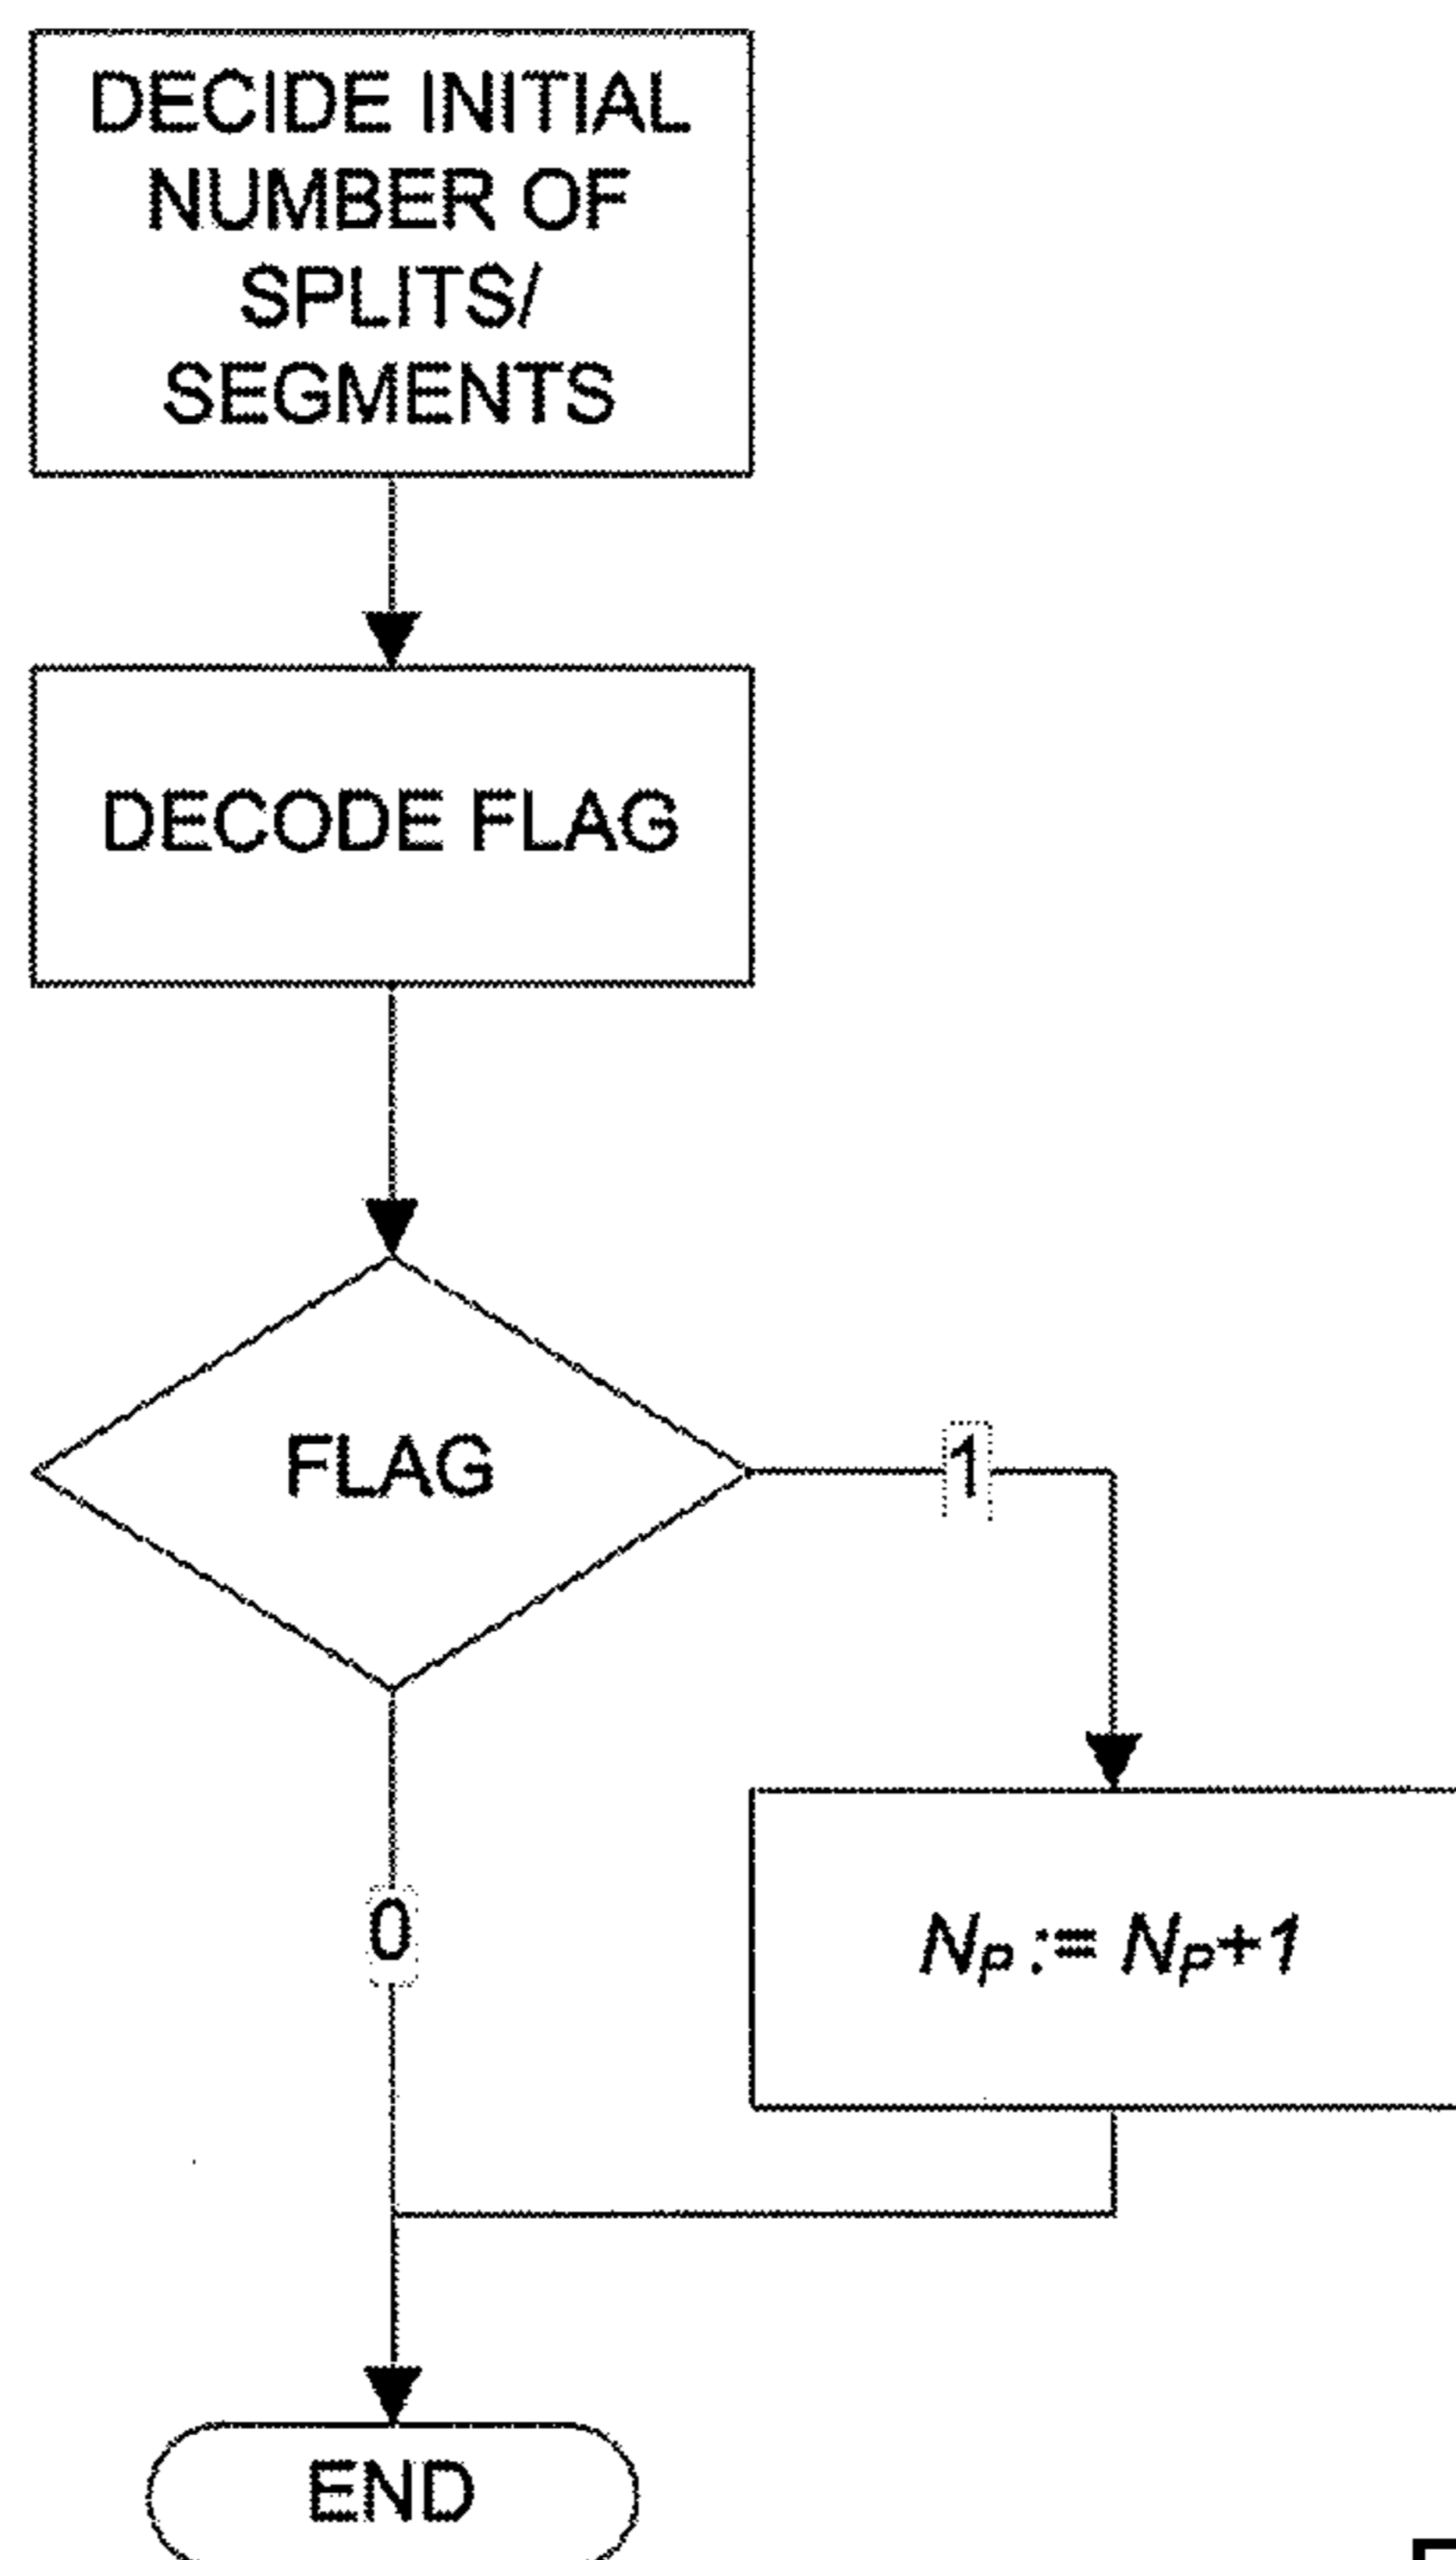 DECIDE INITIAL
NUMBER OF
SPLITS/
SEGMENTS
DECODE FLAG
FLAG
1
0
Np := Np+1
END